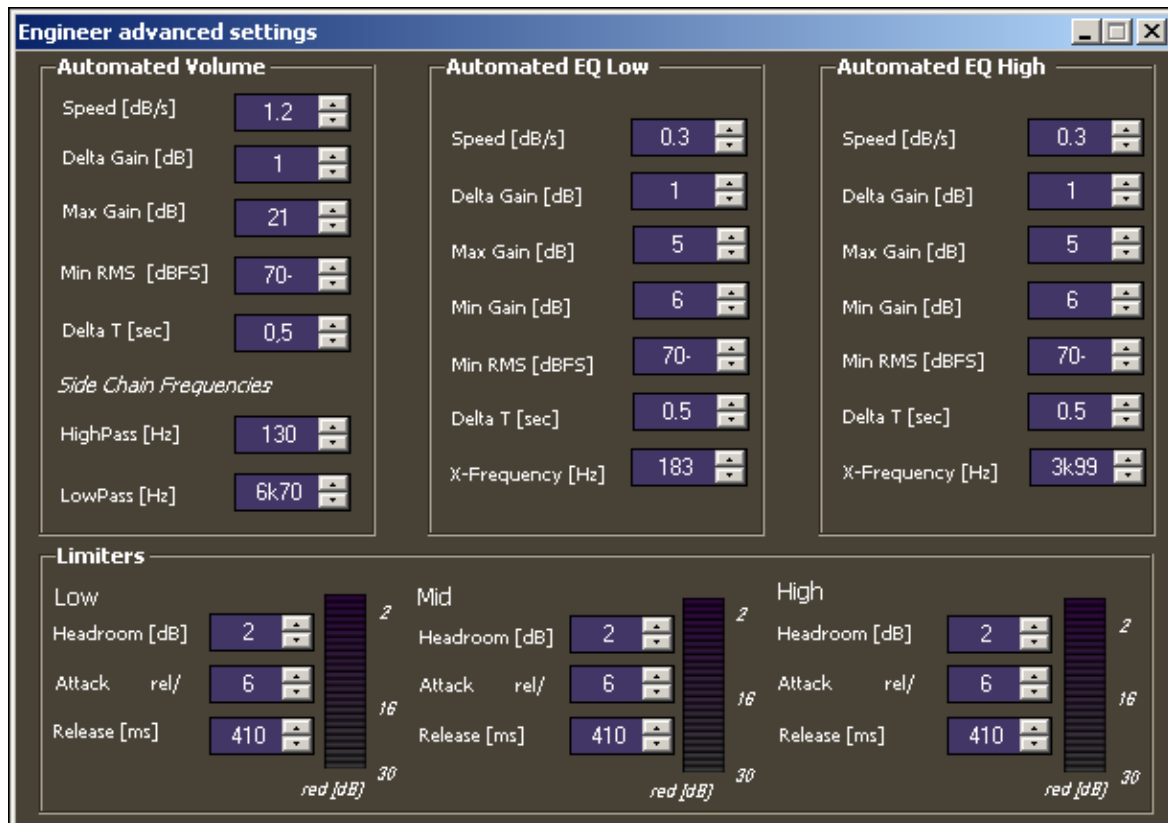 Engineer advanced settings
Automated Volume
Speed [dB/s] 1.2
Delta Gain [dB] 1
Max Gain [dB] 21
Min RMS [dBFS] 70-
Delta T [sec] 0,5
Side Chain Frequencies
HighPass [Hz] 130
LowPass [Hz] 6k70
Automated EQ Low
Speed [dB/s] 0.3
Delta Gain [dB] 1
Max Gain [dB] 5
Min Gain [dB] 6
Min RMS [dBFS] 70-
Delta T [sec] 0.5
X-Frequency [Hz] 183
Automated EQ High
Speed [dB/s] 0.3
Delta Gain [dB] 1
Max Gain [dB] 5
Min Gain [dB] 6
Min RMS [dBFS] 70-
Delta T [sec] 0.5
X-Frequency [Hz] 3k99
Limiters
Low
Headroom [dB] 2
Attack rel/ 6
Release [ms] 410
2
16
30
red [dB]
Mid
Headroom [dB] 2
Attack rel/ 6
Release [ms] 410
2
16
30
red [dB]
High
Headroom [dB] 2
Attack rel/ 6
Release [ms] 410
2
16
30
red [dB]